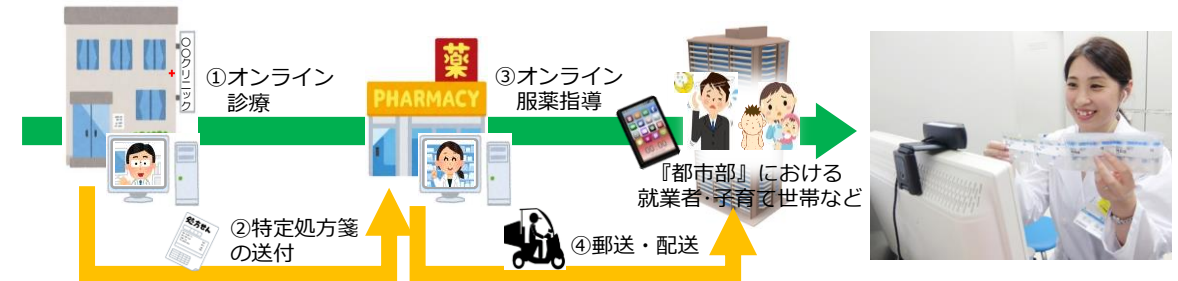 〇〇クリニック
①オンライン
診療
薬
PHARMACY
③オンライン
服薬指導
処方せん
②特定処方箋
の送付
④郵送・配送
『都市部』における
就業者・子育て世帯など